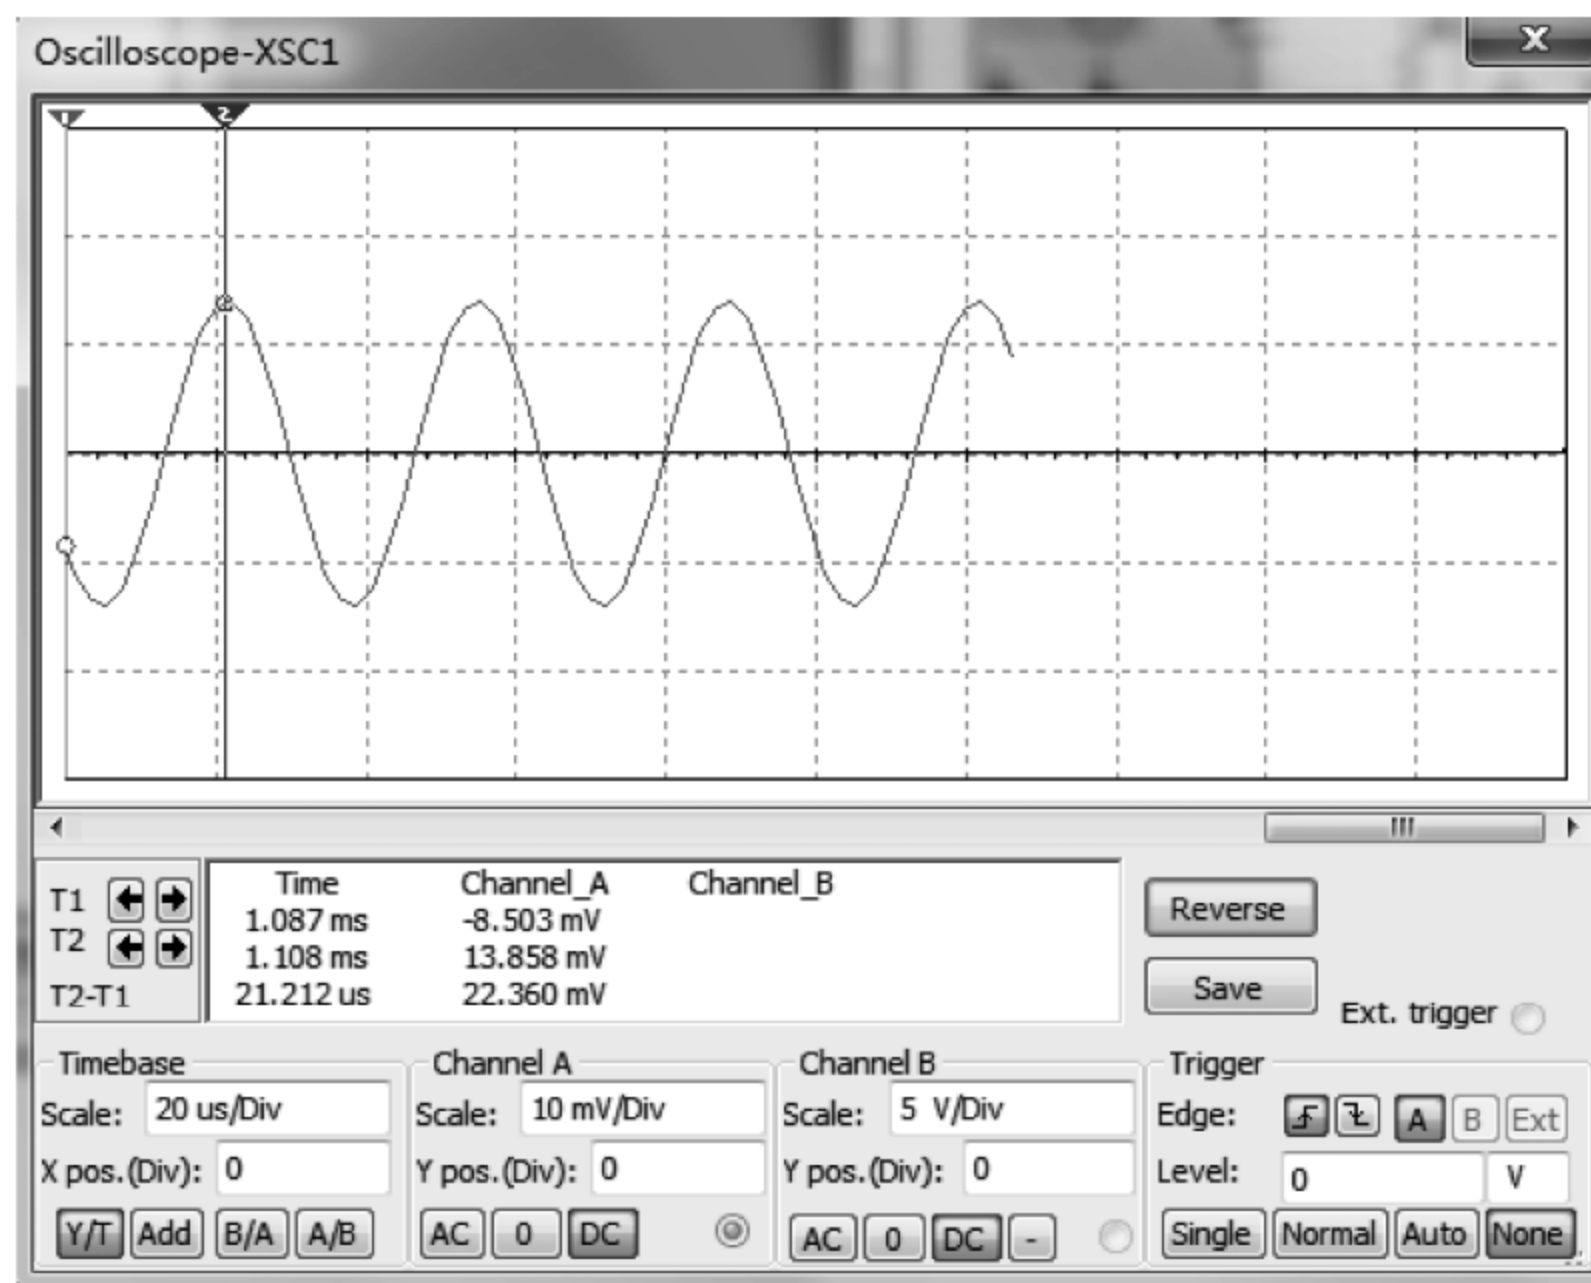 Oscilloscope-XSC1
1 2
T1
T2
T2-T1
Time Channel_A Channel_B
1.087 ms -8.503 mV
1.108 ms 13.858 mV
21.212 us 22.360 mV
Reverse
Save
Ext. trigger
Timebase
Scale: 20 us/Div
X pos.(Div): 0
Y/T Add B/A A/B
Channel A
Scale: 10 mV/Div
Y pos.(Div): 0
AC 0 DC
Channel B
Scale: 5 V/Div
Y pos.(Div): 0
AC 0 DC -
Trigger
Edge: A B Ext
Level: 0 V
Single Normal Auto None